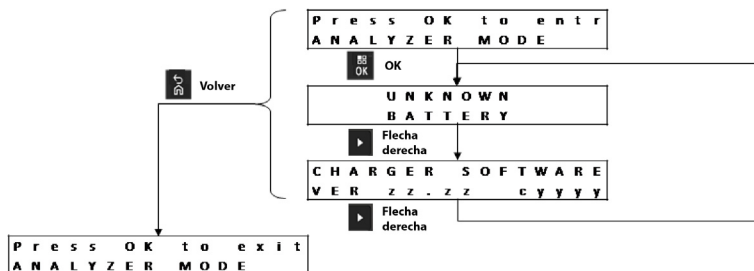 Press OK to entr
ANALYZER MODE
OK
OK
Volver
UNKNOWN
BATTERY
Flecha
derecha
CHARGER SOFTWARE
VER zz.zz cyyyy
Flecha
derecha
Press OK to exit
ANALYZER MODE